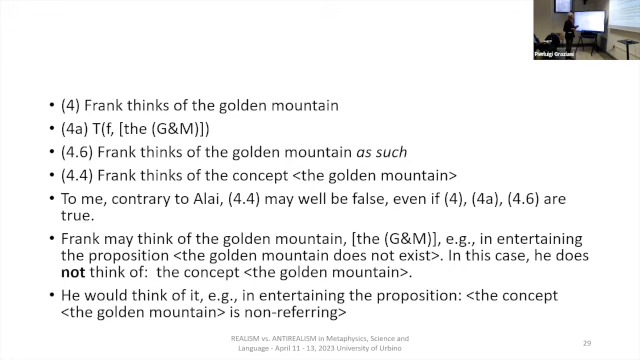 Pierluigi Graziani
• (4) Frank thinks of the golden mountain
• (4a) T(f, [the (G&M)])
• (4.6) Frank thinks of the golden mountain as such
• (4.4) Frank thinks of the concept <the golden mountain>
• To me, contrary to Alai, (4.4) may well be false, even if (4), (4a), (4.6) are
true.
• Frank may think of the golden mountain, [the (G&M)], e.g., in entertaining
the proposition <the golden mountain does not exist>. In this case, he does
not think of: the concept <the golden mountain>.
• He would think of it, e.g., in entertaining the proposition: <the concept
<the golden mountain> is non-referring>
REALISM vs. ANTIREALISM in Metaphysics, Science and
Language - April 11 - 13, 2023 University of Urbino
29